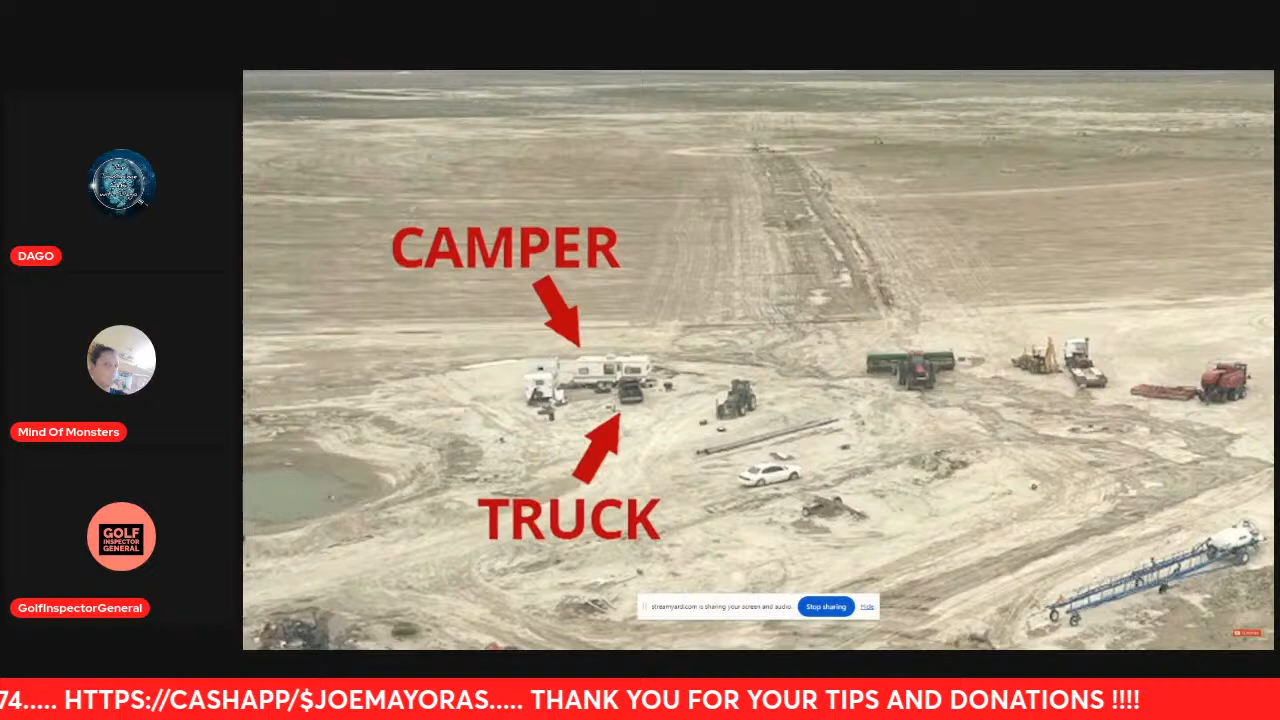 DAGO
Mind Of Monsters
GOLF
INSPECTOR
GENERAL
GolfInspectorGeneral
CAMPER
TRUCK
streamyard.com is sharing your screen and audio.
Stop sharing
Hide
74..... HTTPS://CASHAPP/$JOEMAYORAS..... THANK YOU FOR YOUR TIPS AND DONATIONS !!!!